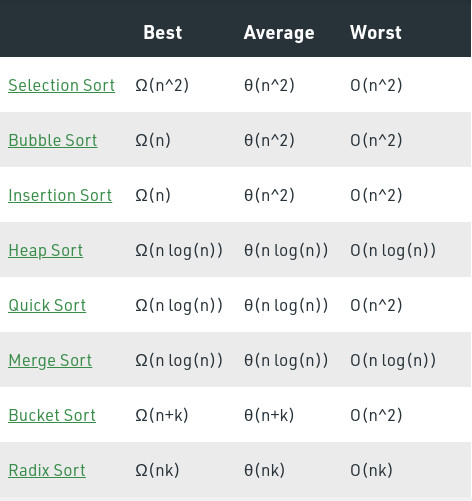 Best Average Worst
Selection Sort Ω(n^2) θ(n^2) O(n^2)
Bubble Sort Ω(n) θ(n^2) O(n^2)
Insertion Sort Ω(n) θ(n^2) O(n^2)
Heap Sort Ω(n log(n)) θ(n log(n)) O(n log(n))
Quick Sort Ω(n log(n)) θ(n log(n)) O(n^2)
Merge Sort Ω(n log(n)) θ(n log(n)) O(n log(n))
Bucket Sort Ω(n+k) θ(n+k) O(n^2)
Radix Sort Ω(nk) θ(nk) O(nk)